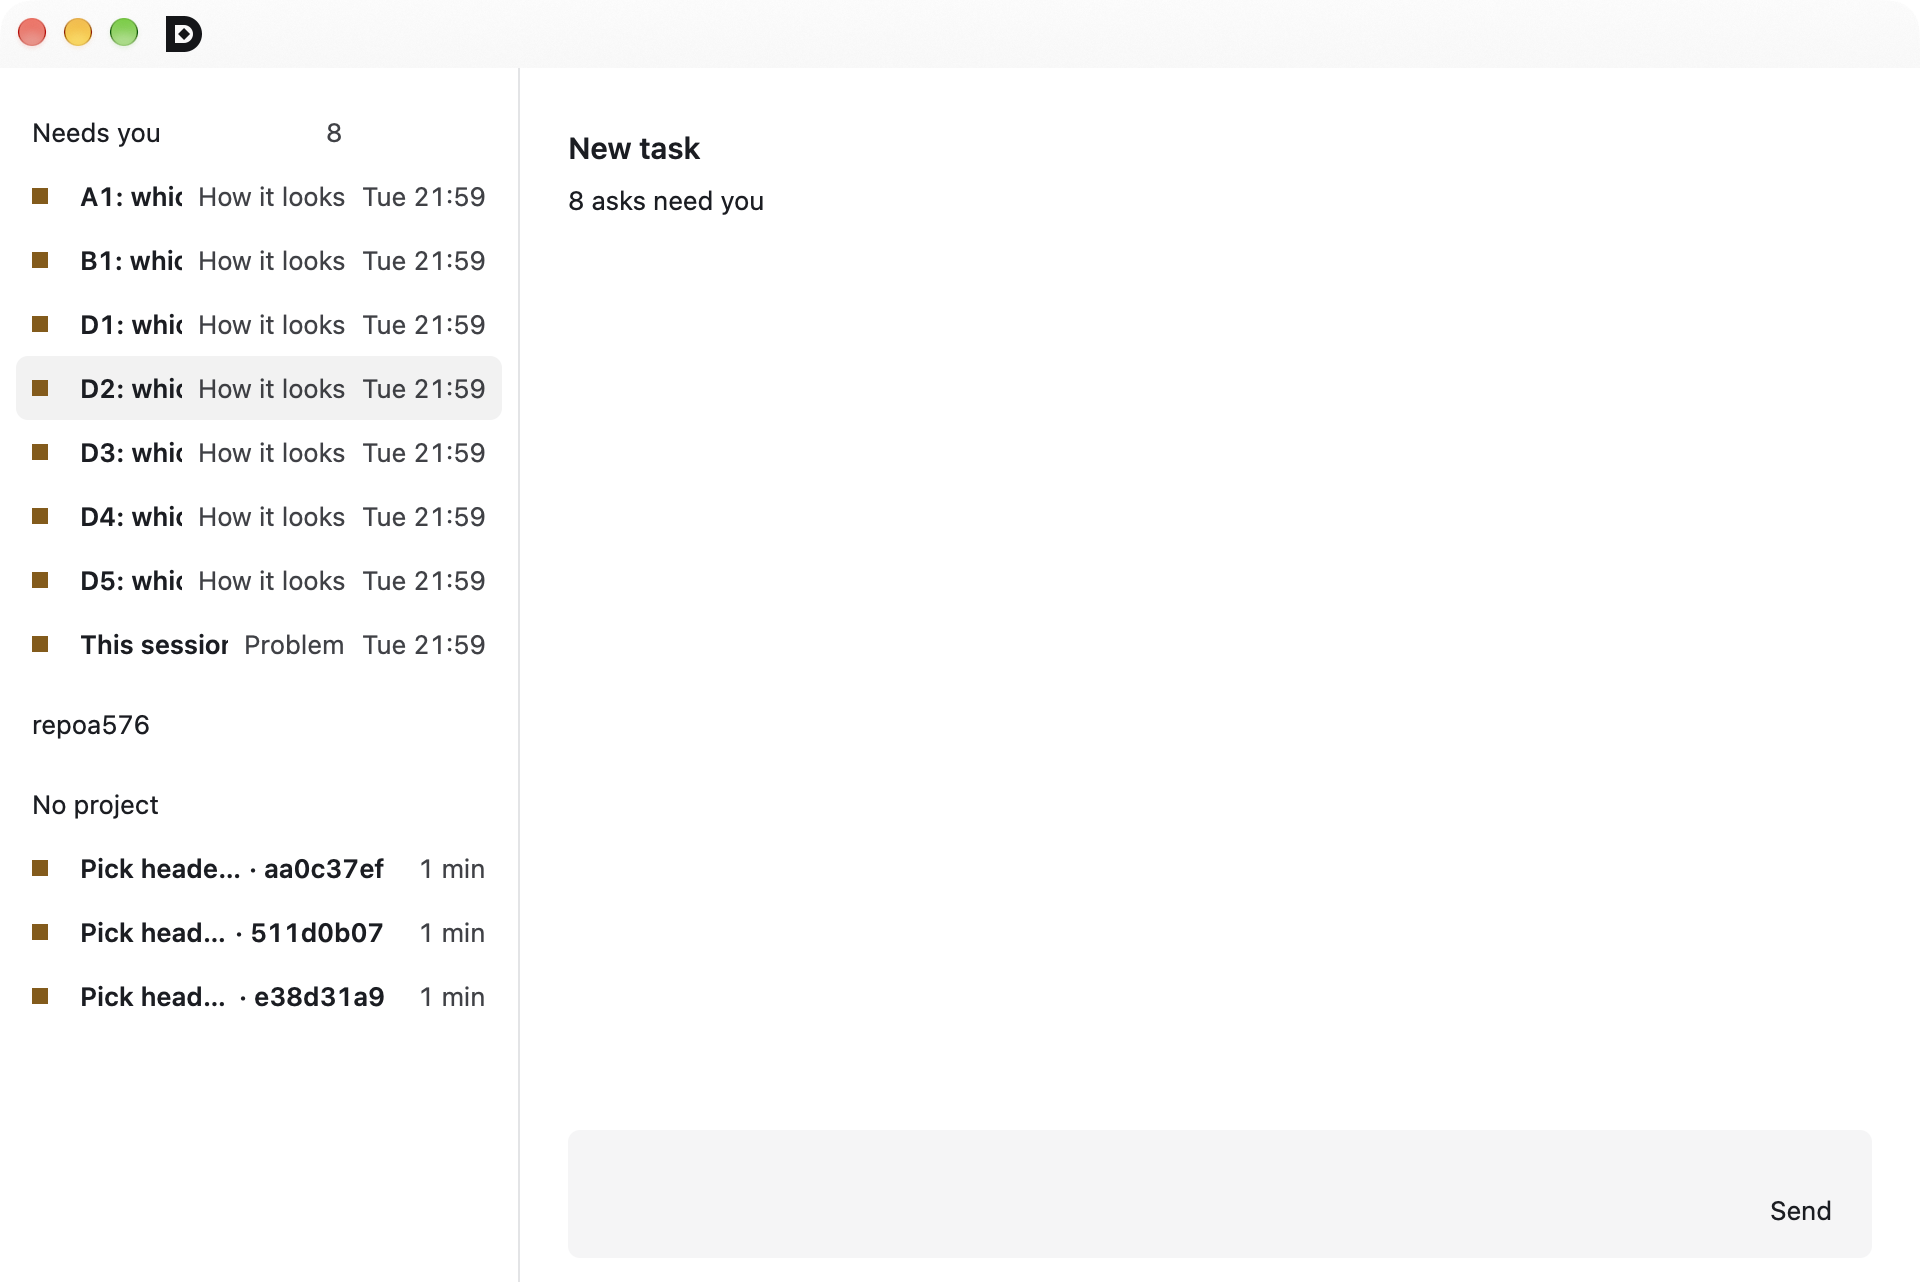 Needs you 8
A1: whic How it looks Tue 21:59
B1: whic How it looks Tue 21:59
D1: whic How it looks Tue 21:59
D2: whic How it looks Tue 21:59
D3: whic How it looks Tue 21:59
D4: whic How it looks Tue 21:59
D5: whic How it looks Tue 21:59
This session Problem Tue 21:59
repoa576
No project
Pick heade... · aa0c37ef 1 min
Pick head... · 511d0b07 1 min
Pick head... · e38d31a9 1 min
New task
8 asks need you
Send